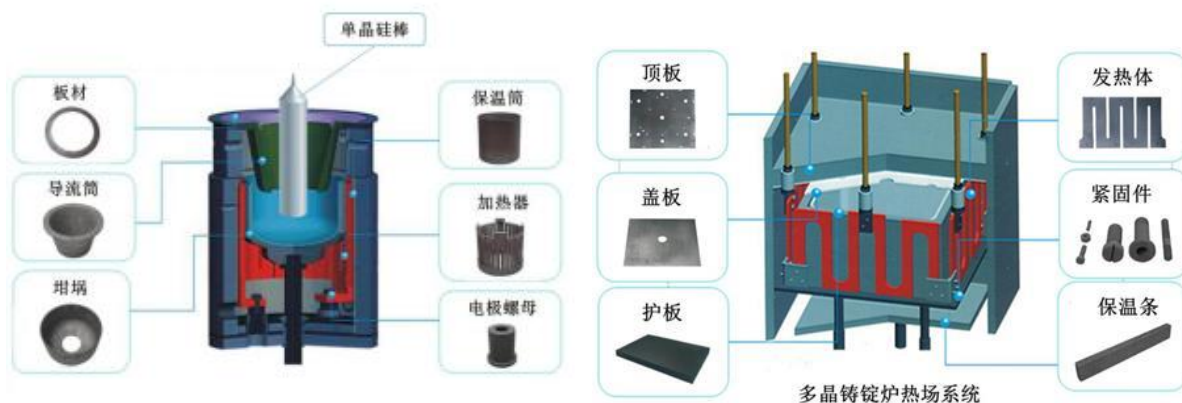 单晶硅棒
板材
导流筒
坩埚
保温筒
加热器
电极螺母
顶板
盖板
护板
发热体
紧固件
保温条
多晶铸锭炉热场系统